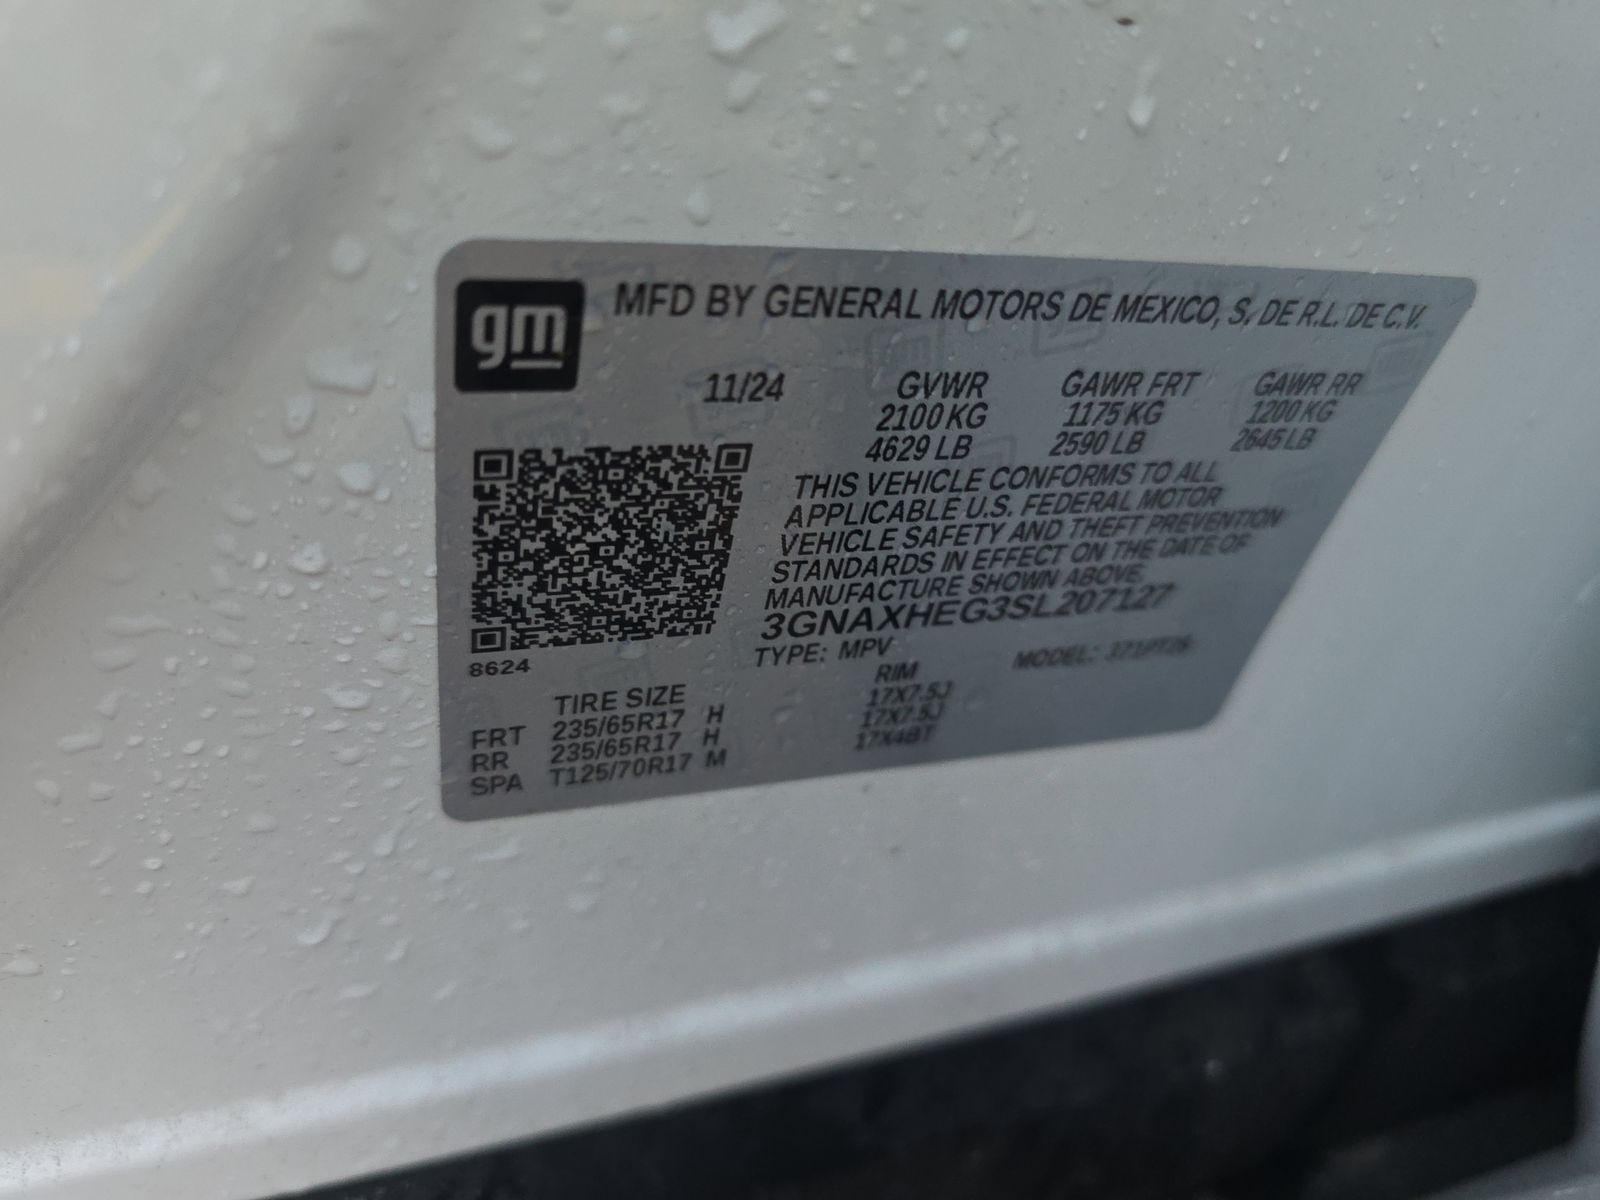 gm
MFD BY GENERAL MOTORS DE MEXICO, S. DE R.L. DE C.V.
11/24 GVWR GAWR FRT GAWR RR
2100 KG 1175 KG 1200 KG
4629 LB 2590 LB 2645 LB
THIS VEHICLE CONFORMS TO ALL
APPLICABLE U.S. FEDERAL MOTOR
VEHICLE SAFETY AND THEFT PREVENTION
STANDARDS IN EFFECT ON THE DATE OF
MANUFACTURE SHOWN ABOVE.
3GNAXHEG3SL207127
TYPE: MPV MODEL:
8624
TIRE SIZE RIM
FRT 235/65R17 H 17X7.5J
RR 235/65R17 H 17X7.5J
SPA T125/70R17 M 17X4BT